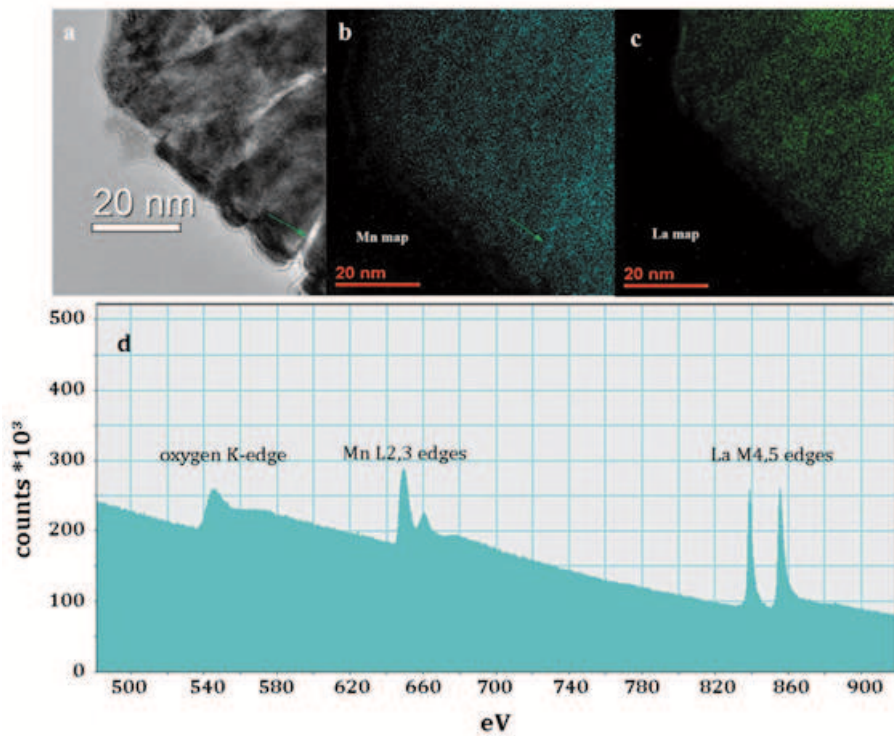 a
b
c
20 nm
Mn map
20 nm
La map
20 nm
d
500
400
300
200
100
0
counts *10³
oxygen K-edge
Mn L2,3 edges
La M4,5 edges
500 540 580 620 660 700 740 780 820 860 900
eV